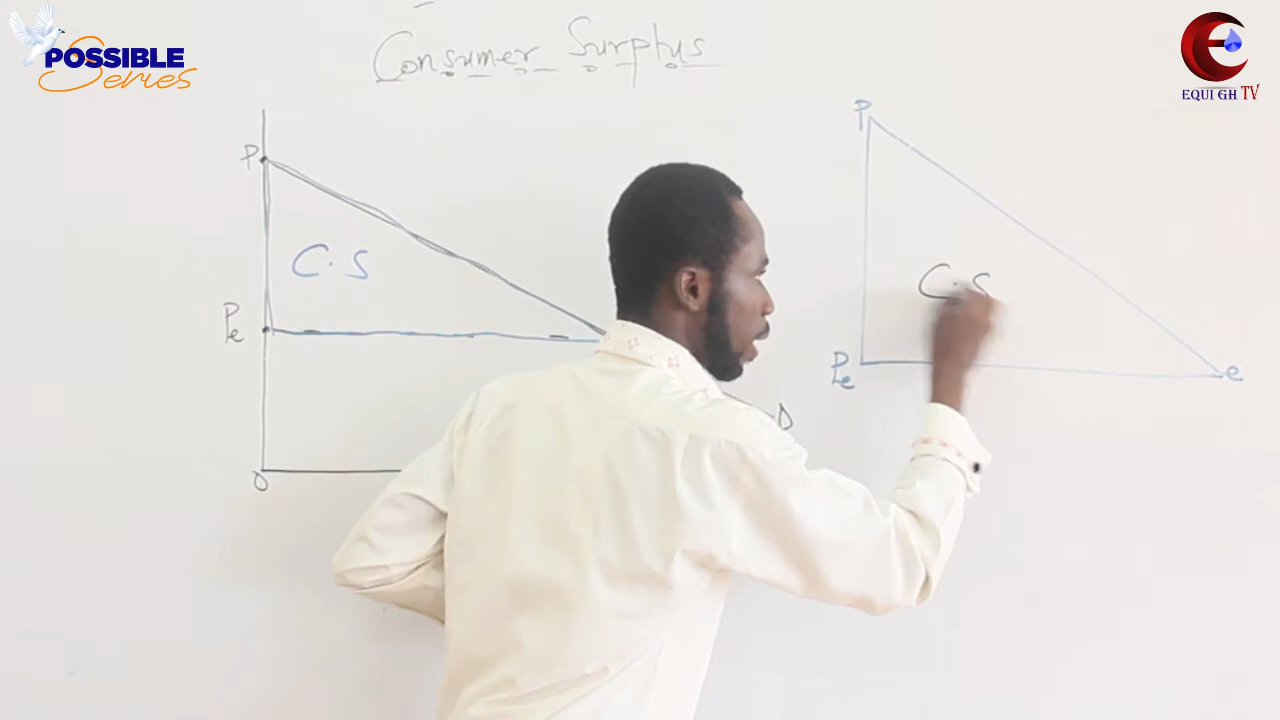 POSSIBLE
Series
EQUI GH TV
Consumer Surplus
P
C.S
Pe
O
D
P
C.S
Pe
e